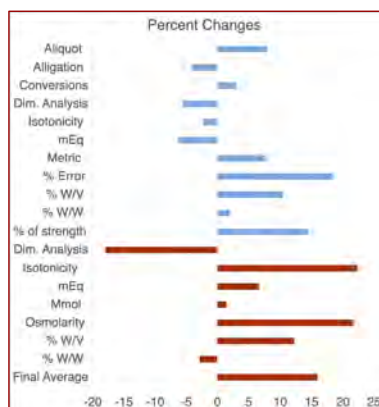 Percent Changes
Aliquot
Alligation
Conversions
Dim. Analysis
Isotonicity
mEq
Metric
% Error
% W/V
% W/W
% of strength
Dim. Analysis
Isotonicity
mEq
Mmol
Osmolarity
% W/V
% W/W
Final Average
-20 -15 -10 -5 0 5 10 15 20 25